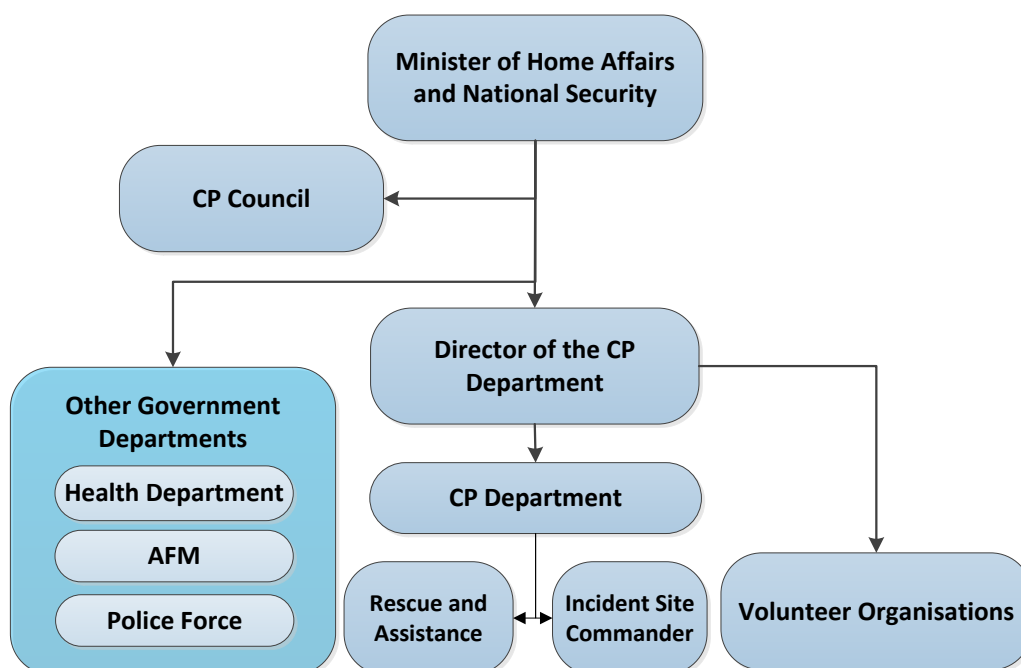 Minister of Home Affairs
and National Security
CP Council
Director of the CP
Department
Other Government
Departments
Health Department
AFM
Police Force
CP Department
Rescue and
Assistance
Incident Site
Commander
Volunteer Organisations